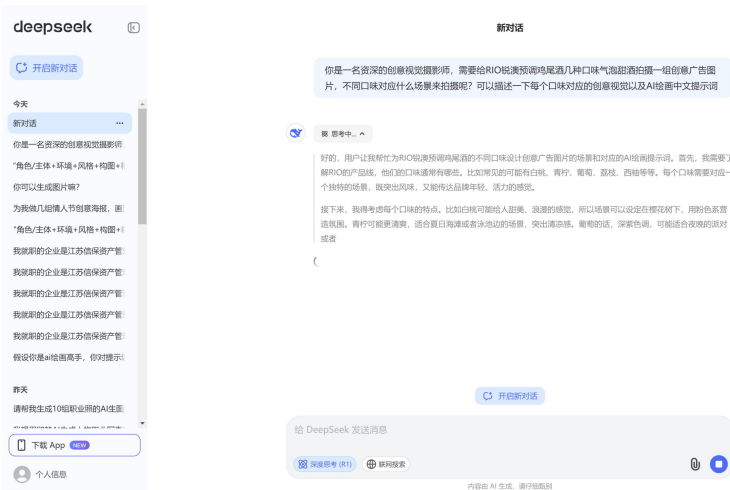 deepseek
开启新对话
今天
新对话
你是一名资深的创意视觉摄影师
"角色/主体+环境+风格+构图+
你可以生成图片嘛?
为我做几组情人节创意海报,画
"角色/主体+环境+风格+构图+
我就职的企业是江苏信保资产管
我就职的企业是江苏信保资产管
我就职的企业是江苏信保资产管
我就职的企业是江苏信保资产管
我就职的企业是江苏信保资产管
假设你是ai绘画高手,你对提示
昨天
请帮我生成10组职业照的AI生图
下载 App NEW
个人信息
新对话
你是一名资深的创意视觉摄影师,需要给RIO锐澳预调鸡尾酒几种口味气泡甜酒拍摄一组创意广告图
片,不同口味对应什么场景来拍摄呢?可以描述一下每个口味对应的创意视觉以及AI绘画中文提示词
思考中...
好的,用户让我帮忙为RIO锐澳预调鸡尾酒的不同口味设计创意广告图片的场景和对应的AI绘画提示词。首先,我需要了
解RIO的产品线,他们的口味通常有哪些。比如常见的可能有白桃、青柠、葡萄、荔枝、西柚等等。每个口味需要对应一
个独特的场景,既突出风味,又能传达品牌年轻、活力的感觉。
接下来,我得考虑每个口味的特点。比如白桃可能给人甜美、浪漫的感觉,所以场景可以设定在樱花树下,用粉色系营
造氛围。青柠可能更清爽,适合夏日海滩或者泳池边的场景,突出清凉感。葡萄的话,深紫色调,可能适合夜晚的派对
或者
开启新对话
给 DeepSeek 发送消息
深度思考 (R1) 联网搜索
内容由 AI 生成,请仔细甄别